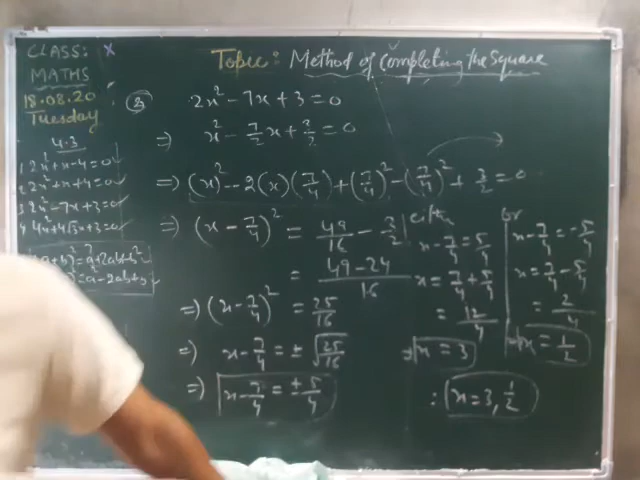 CLASS: X
MATHS
18.08.20
Tuesday
Topic: Method of Completing the Square
4.3
1 2x²+x-4=0
2 2x²+x+4=0
3 2x²-7x+3=0
4 4x²+4√3x+3=0
(a+b)²=a²+2ab+b²
=a²-2ab+b²
③ 2x²-7x+3=0
⇒ x²-7/2x+3/2=0
⇒ (x)²-2(x)(7/4)+(7/4)²-(7/4)²+3/2=0
⇒ (x-7/4)² = 49/16 - 3/2
= 49-24/16
⇒ (x-7/4)² = 25/16
⇒ x-7/4 = ±√25/16
⇒ x-7/4 = ±5/4
x-7/4=5/4
x=7/4+5/4
= 12/4
⇒ x=3
or
x-7/4=-5/4
x=7/4-5/4
= 2/4
⇒ x=1/2
∴ x=3, 1/2